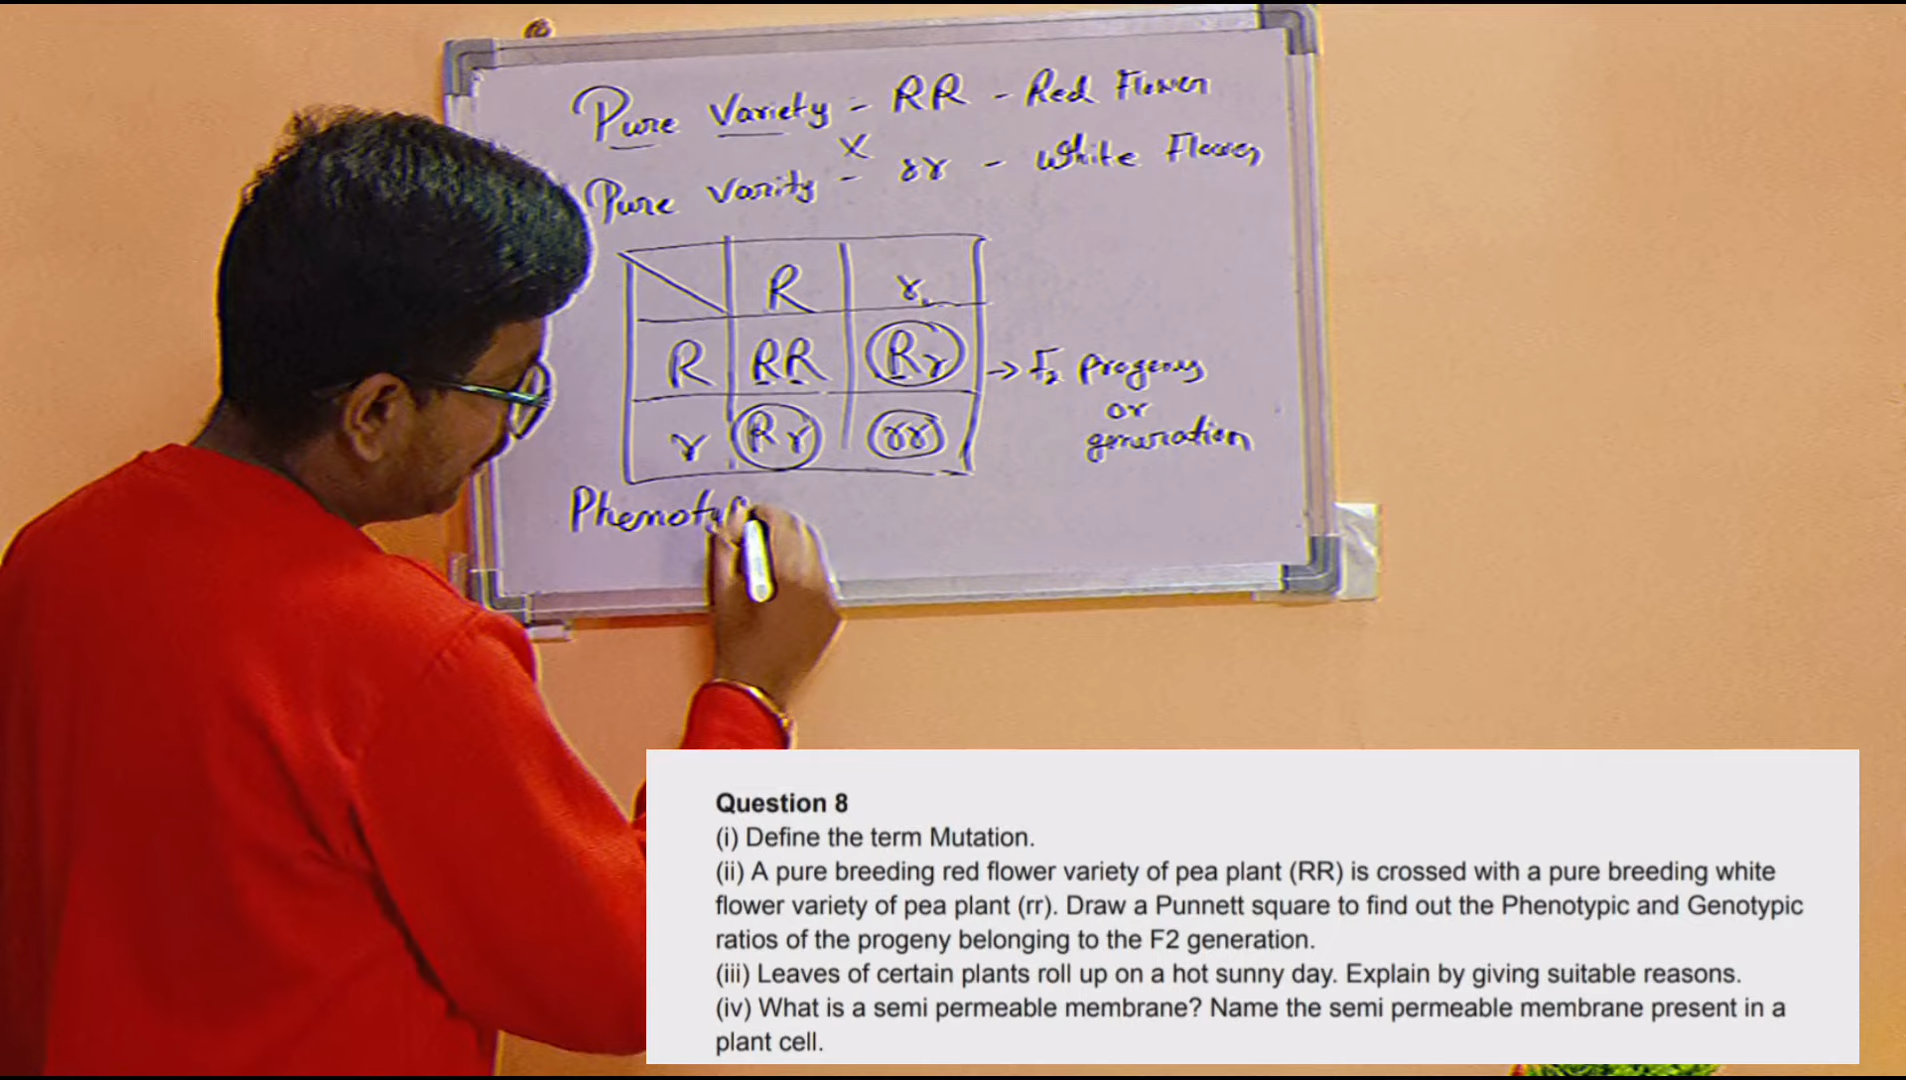 Pure Variety - RR - Red Flower
X
Pure Varity - rr - White Flower
R r
R RR Rr → F2 progeny
or
r Rr rr generation
Phenotyp
Question 8
(i) Define the term Mutation.
(ii) A pure breeding red flower variety of pea plant (RR) is crossed with a pure breeding white
flower variety of pea plant (rr). Draw a Punnett square to find out the Phenotypic and Genotypic
ratios of the progeny belonging to the F2 generation.
(iii) Leaves of certain plants roll up on a hot sunny day. Explain by giving suitable reasons.
(iv) What is a semi permeable membrane? Name the semi permeable membrane present in a
plant cell.